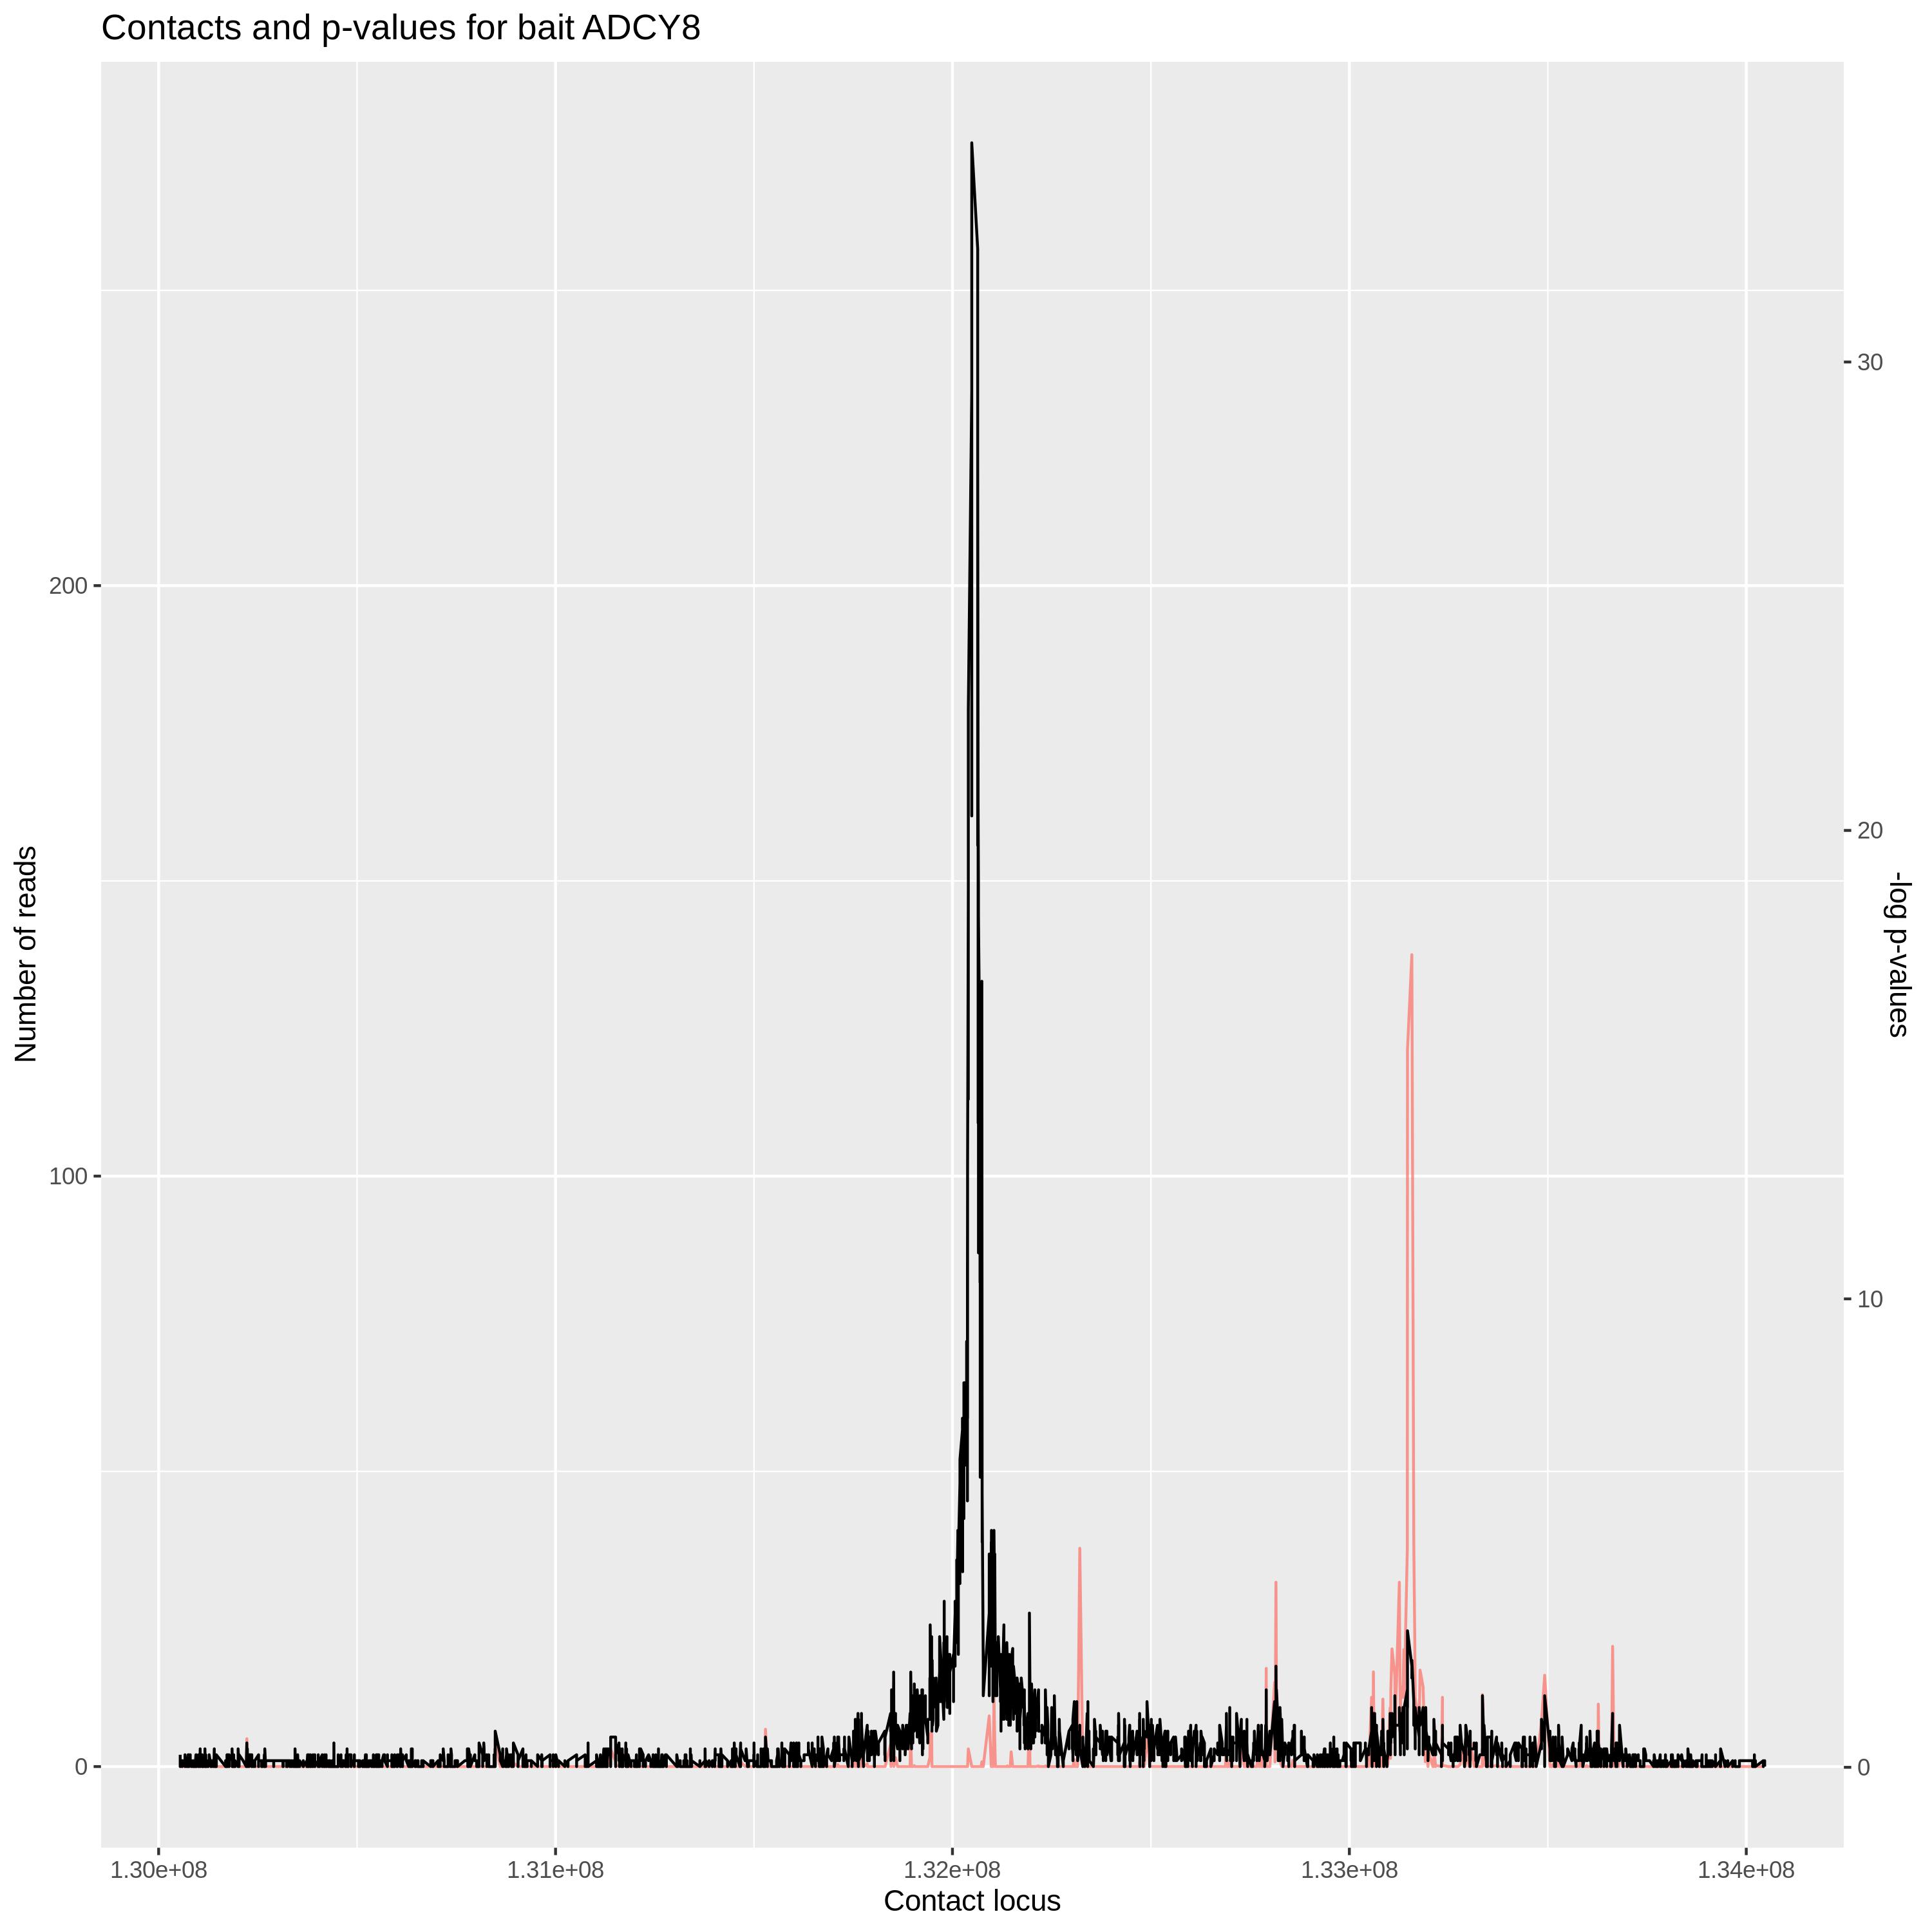 Contacts and p-values for bait ADCY8
Number of reads
200
100
0
30
20
10
0
-log p-values
1.30e+08
1.31e+08
1.32e+08
1.33e+08
1.34e+08
Contact locus